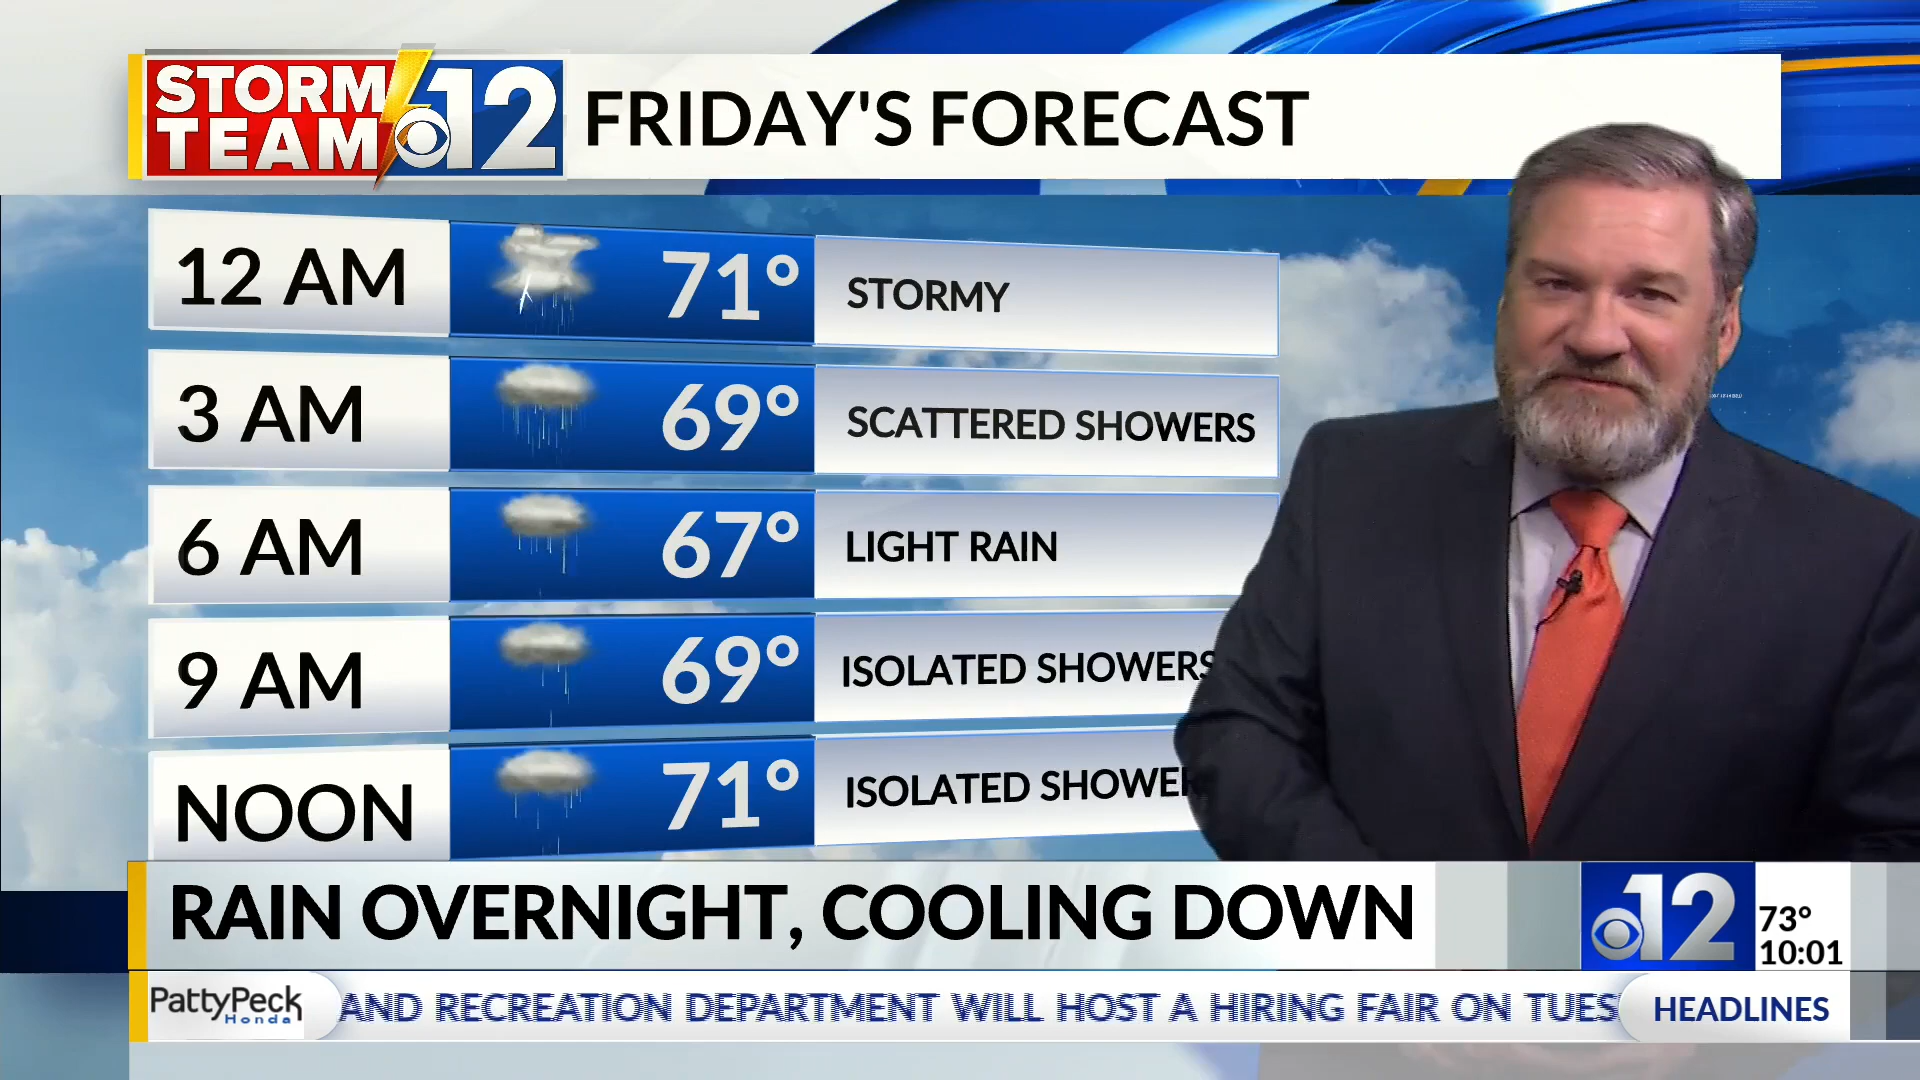 STORM TEAM 12
FRIDAY'S FORECAST
12 AM 71° STORMY
3 AM 69° SCATTERED SHOWERS
6 AM 67° LIGHT RAIN
9 AM 69° ISOLATED SHOWERS
NOON 71° ISOLATED SHOWER
RAIN OVERNIGHT, COOLING DOWN
12
73°
10:01
PattyPeck
Honda
AND RECREATION DEPARTMENT WILL HOST A HIRING FAIR ON TUES
HEADLINES